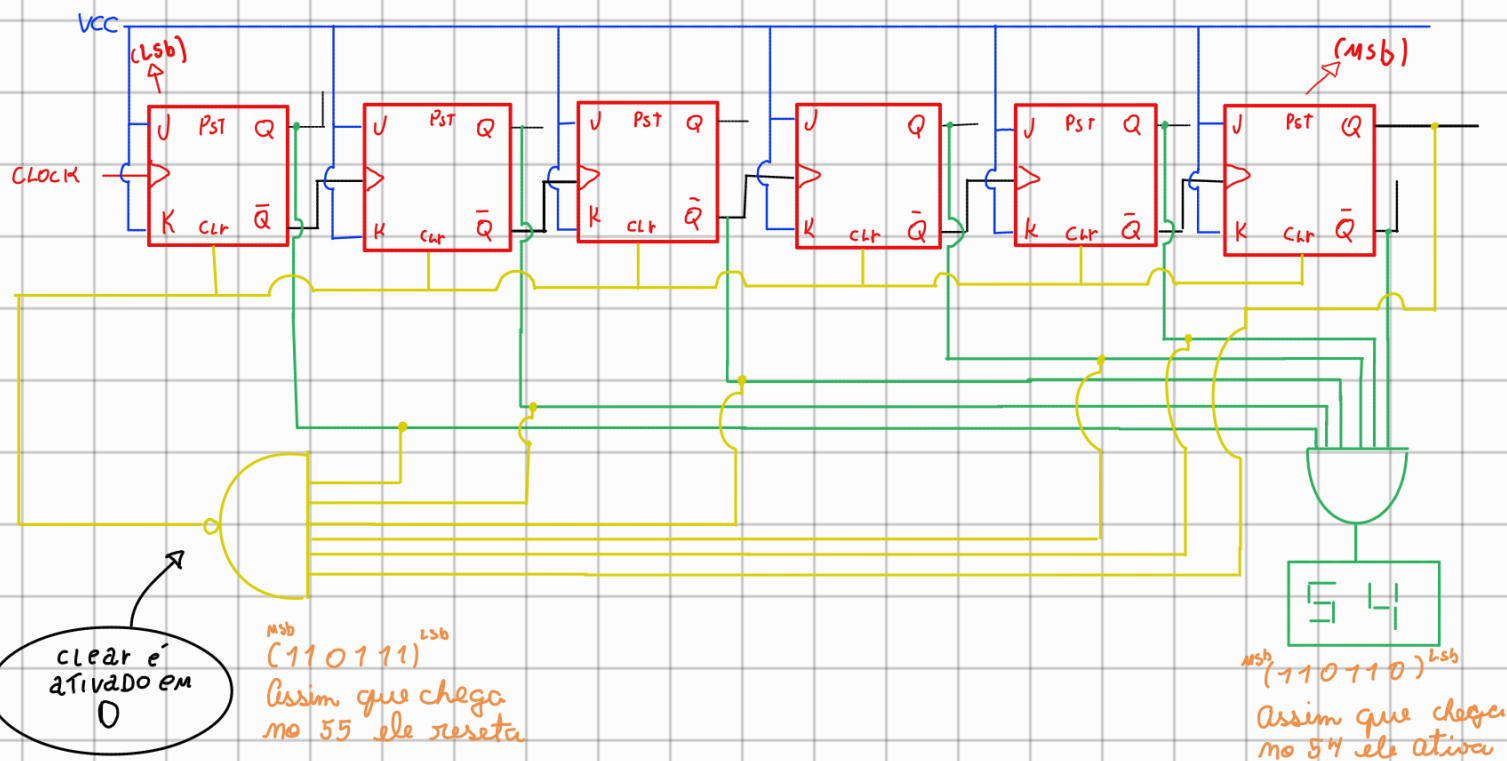 VCC
(Lsb)
(Msb)
J PST Q
J PST Q
J PST Q
J Q
J PST Q
J PST Q
CLOCK
K CLr Q̅
K CLr Q̅
K CLr Q̅
K CLr Q̅
K CLr Q̅
K CLr Q̅
54
clear é
ATIVADO EM
0
Msb (110111) Lsb
Assim que chega
no 55 ele reseta
Msb (110110) Lsb
Assim que chega
no 54 ele ativa